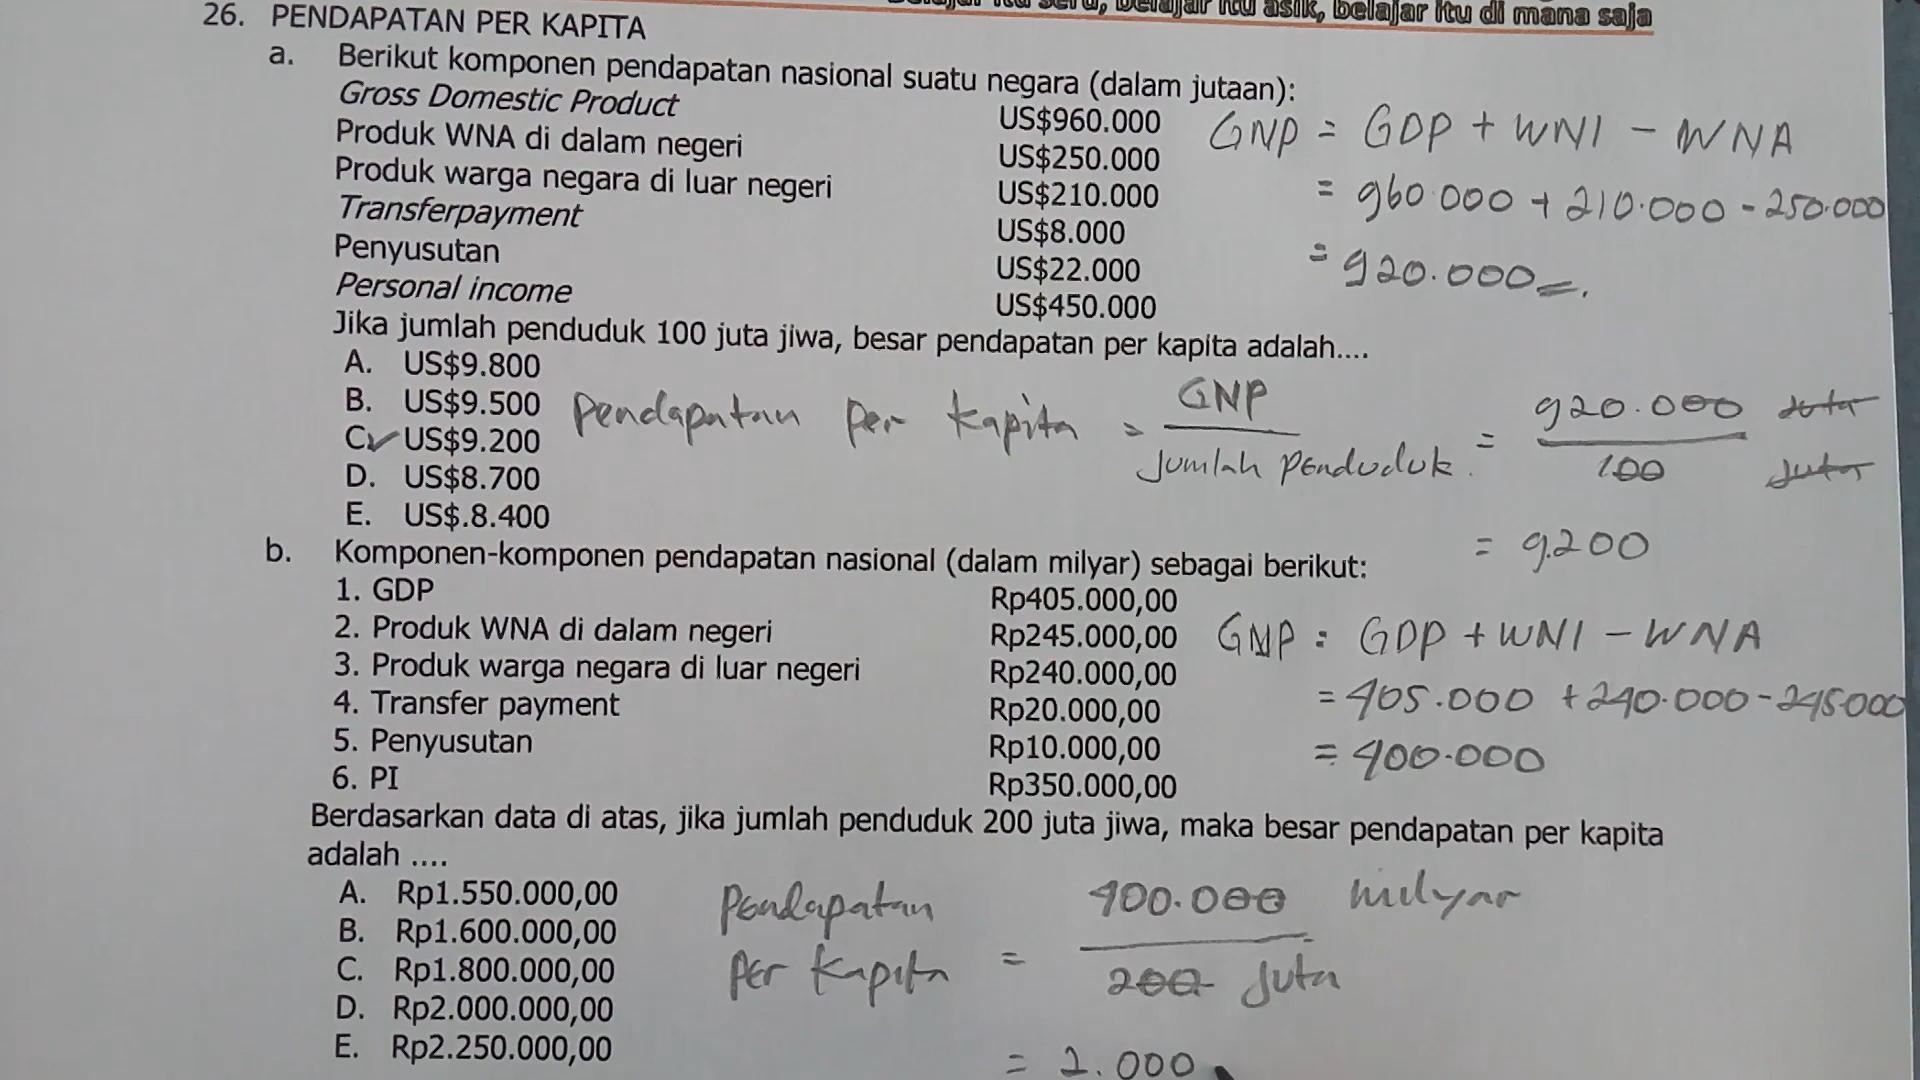 Belajar itu seru, belajar itu asik, belajar itu di mana saja
26. PENDAPATAN PER KAPITA
a. Berikut komponen pendapatan nasional suatu negara (dalam jutaan):
Gross Domestic Product US$960.000
Produk WNA di dalam negeri US$250.000
Produk warga negara di luar negeri US$210.000
Transferpayment US$8.000
Penyusutan US$22.000
Personal income US$450.000
GNP = GDP + WNI - WNA
= 960.000 + 210.000 - 250.000
= 920.000
Jika jumlah penduduk 100 juta jiwa, besar pendapatan per kapita adalah....
A. US$9.800
B. US$9.500
C. US$9.200
D. US$8.700
E. US$.8.400
Pendapatan per kapita = GNP / Jumlah penduduk = 920.000 Juta / 100 Juta
= 9.200
b. Komponen-komponen pendapatan nasional (dalam milyar) sebagai berikut:
1. GDP Rp405.000,00
2. Produk WNA di dalam negeri Rp245.000,00
3. Produk warga negara di luar negeri Rp240.000,00
4. Transfer payment Rp20.000,00
5. Penyusutan Rp10.000,00
6. PI Rp350.000,00
GNP = GDP + WNI - WNA
= 405.000 + 240.000 - 245.000
= 400.000
Berdasarkan data di atas, jika jumlah penduduk 200 juta jiwa, maka besar pendapatan per kapita
adalah ....
A. Rp1.550.000,00
B. Rp1.600.000,00
C. Rp1.800.000,00
D. Rp2.000.000,00
E. Rp2.250.000,00
Pendapatan per kapita = 400.000 milyar / 200 Juta
= 2.000